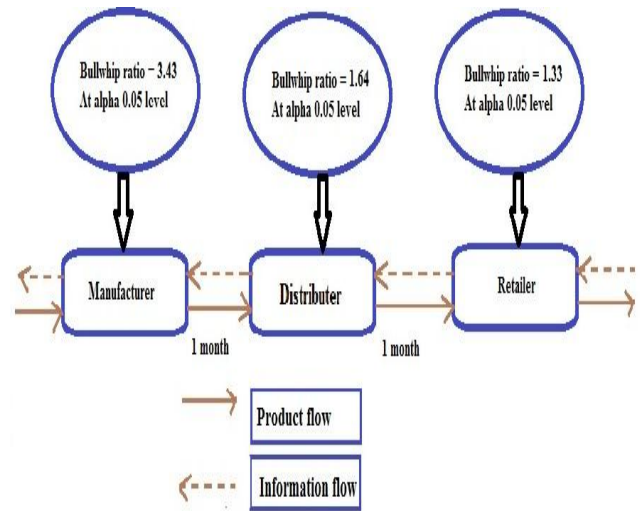 Bullwhip ratio = 3.43
At alpha 0.05 level
Bullwhip ratio = 1.64
At alpha 0.05 level
Bullwhip ratio = 1.33
At alpha 0.05 level
Manufacturer
Distributer
Retailer
1 month
1 month
Product flow
Information flow